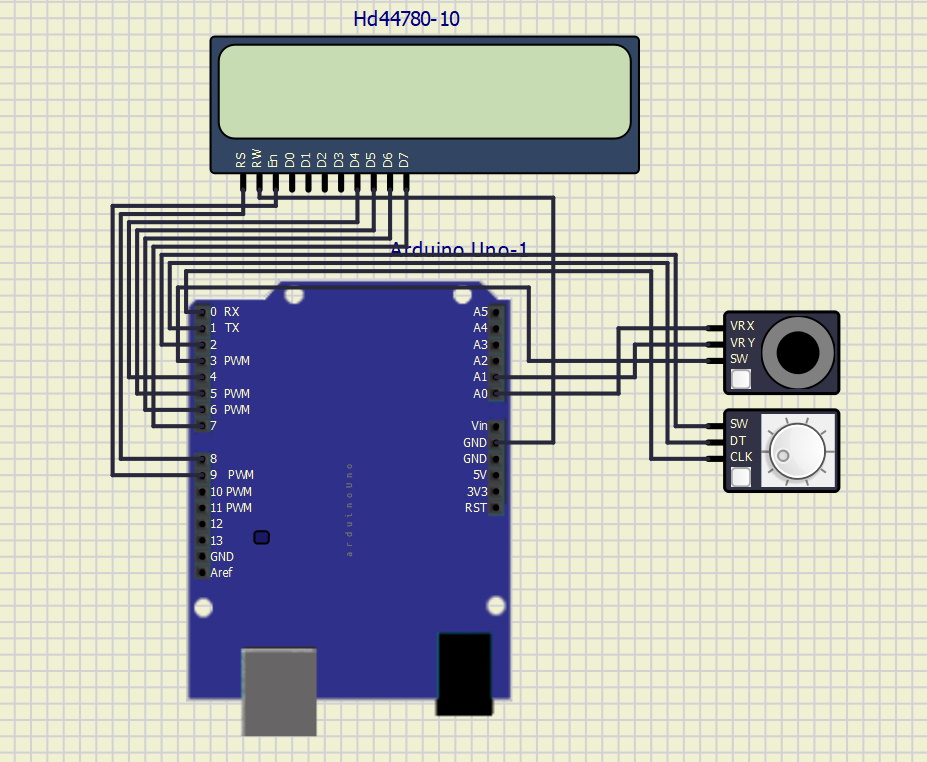 Hd44780-10
RS RW En D0 D1 D2 D3 D4 D5 D6 D7
Arduino Uno-1
0 RX
1 TX
2
3 PWM
4
5 PWM
6 PWM
7
8
9 PWM
10 PWM
11 PWM
12
13
GND
Aref
A5
A4
A3
A2
A1
A0
Vin
GND
GND
5V
3V3
RST
arduinoUno
VRX
VRY
SW
SW
DT
CLK